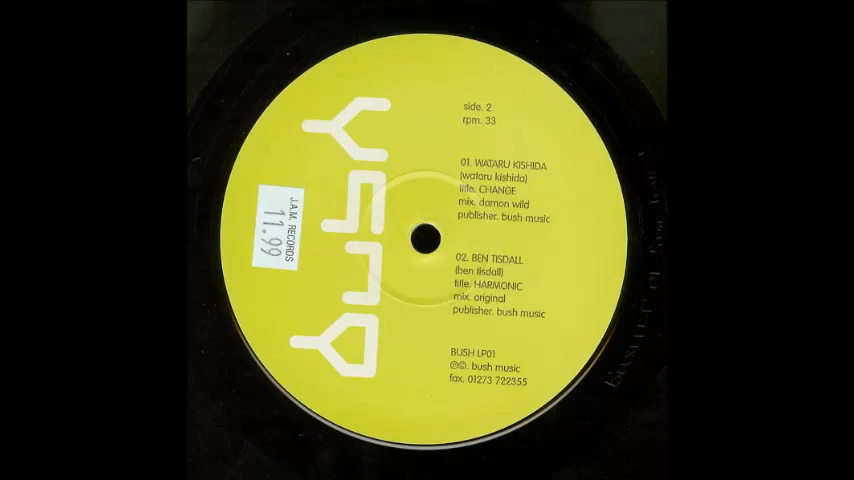 side. 2
rpm. 33
01. WATARU KISHIDA
(wataru kishida)
title. CHANGE
mix. damon wild
publisher. bush music
02. BEN TISDALL
(ben tisdall)
title. HARMONIC
mix. original
publisher. bush music
BUSH LP01
℗©. bush music
fax. 01273 722355
J.A.M. RECORDS
11.99